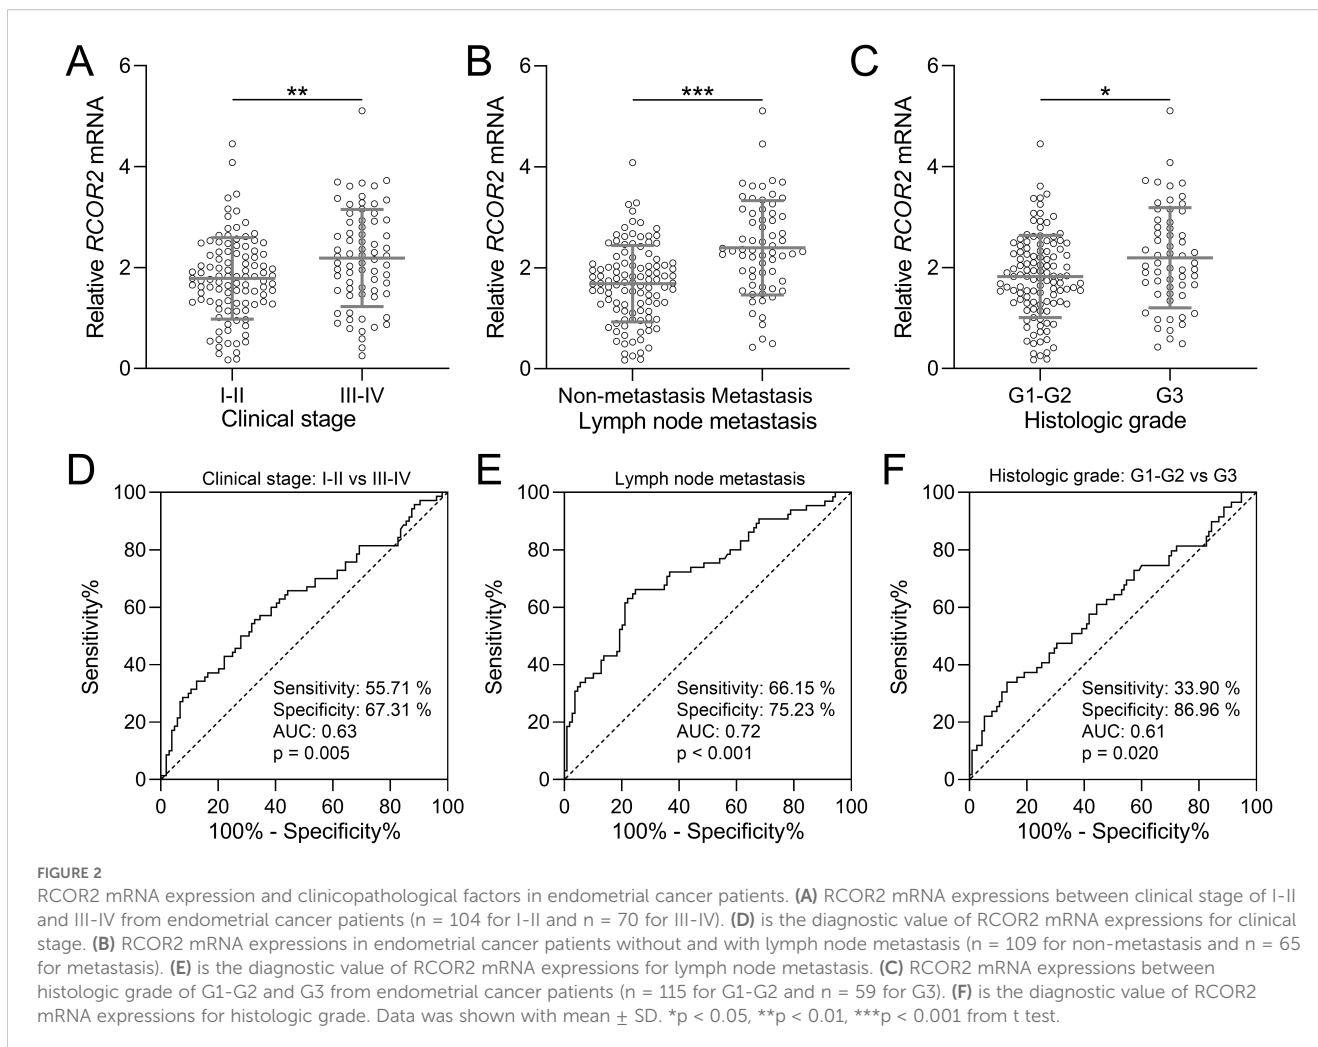 A
Relative RCOR2 mRNA
6
4
2
0
**
I-II
III-IV
Clinical stage
B
Relative RCOR2 mRNA
6
4
2
0
***
Non-metastasis
Metastasis
Lymph node metastasis
C
Relative RCOR2 mRNA
6
4
2
0
*
G1-G2
G3
Histologic grade
D
Clinical stage: I-II vs III-IV
Sensitivity%
100
80
60
40
20
0
Sensitivity: 55.71 %
Specificity: 67.31 %
AUC: 0.63
p = 0.005
0 20 40 60 80 100
100% - Specificity%
E
Lymph node metastasis
Sensitivity%
100
80
60
40
20
0
Sensitivity: 66.15 %
Specificity: 75.23 %
AUC: 0.72
p < 0.001
0 20 40 60 80 100
100% - Specificity%
F
Histologic grade: G1-G2 vs G3
Sensitivity%
100
80
60
40
20
0
Sensitivity: 33.90 %
Specificity: 86.96 %
AUC: 0.61
p = 0.020
0 20 40 60 80 100
100% - Specificity%
FIGURE 2
RCOR2 mRNA expression and clinicopathological factors in endometrial cancer patients. (A) RCOR2 mRNA expressions between clinical stage of I-II
and III-IV from endometrial cancer patients (n = 104 for I-II and n = 70 for III-IV). (D) is the diagnostic value of RCOR2 mRNA expressions for clinical
stage. (B) RCOR2 mRNA expressions in endometrial cancer patients without and with lymph node metastasis (n = 109 for non-metastasis and n = 65
for metastasis). (E) is the diagnostic value of RCOR2 mRNA expressions for lymph node metastasis. (C) RCOR2 mRNA expressions between
histologic grade of G1-G2 and G3 from endometrial cancer patients (n = 115 for G1-G2 and n = 59 for G3). (F) is the diagnostic value of RCOR2
mRNA expressions for histologic grade. Data was shown with mean ± SD. *p < 0.05, **p < 0.01, ***p < 0.001 from t test.